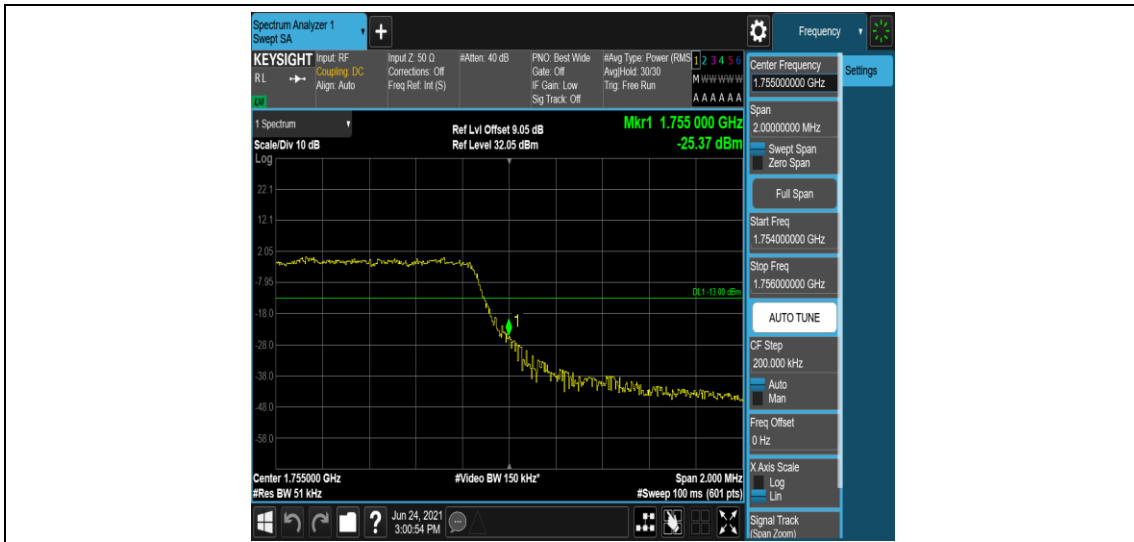 Spectrum Analyzer 1
Swept SA
+
Frequency
KEYSIGHT
RL
LXI
Input: RF
Coupling: DC
Align: Auto
Input Z: 50 Ω
Corrections: Off
Freq Ref: Int (S)
#Atten: 40 dB
PNO: Best Wide
Gate: Off
IF Gain: Low
Sig Track: Off
#Avg Type: Power (RMS
Avg|Hold: 30/30
Trig: Free Run
1 2 3 4 5 6
M W W W W W
A A A A A A
1 Spectrum
Scale/Div 10 dB
Log
Ref Lvl Offset 9.05 dB
Ref Level 32.05 dBm
Mkr1 1.755 000 GHz
-25.37 dBm
22.1
12.1
2.05
-7.95
-18.0
-28.0
-38.0
-48.0
-58.0
DL1 -13.00 dBm
1
Center 1.755000 GHz
#Res BW 51 kHz
#Video BW 150 kHz*
Span 2.000 MHz
#Sweep 100 ms (601 pts)
?
Jun 24, 2021
3:00:54 PM
Center Frequency
1.755000000 GHz
Settings
Span
2.00000000 MHz
Swept Span
Zero Span
Full Span
Start Freq
1.754000000 GHz
Stop Freq
1.756000000 GHz
AUTO TUNE
CF Step
200.000 kHz
Auto
Man
Freq Offset
0 Hz
X Axis Scale
Log
Lin
Signal Track
(Span Zoom)